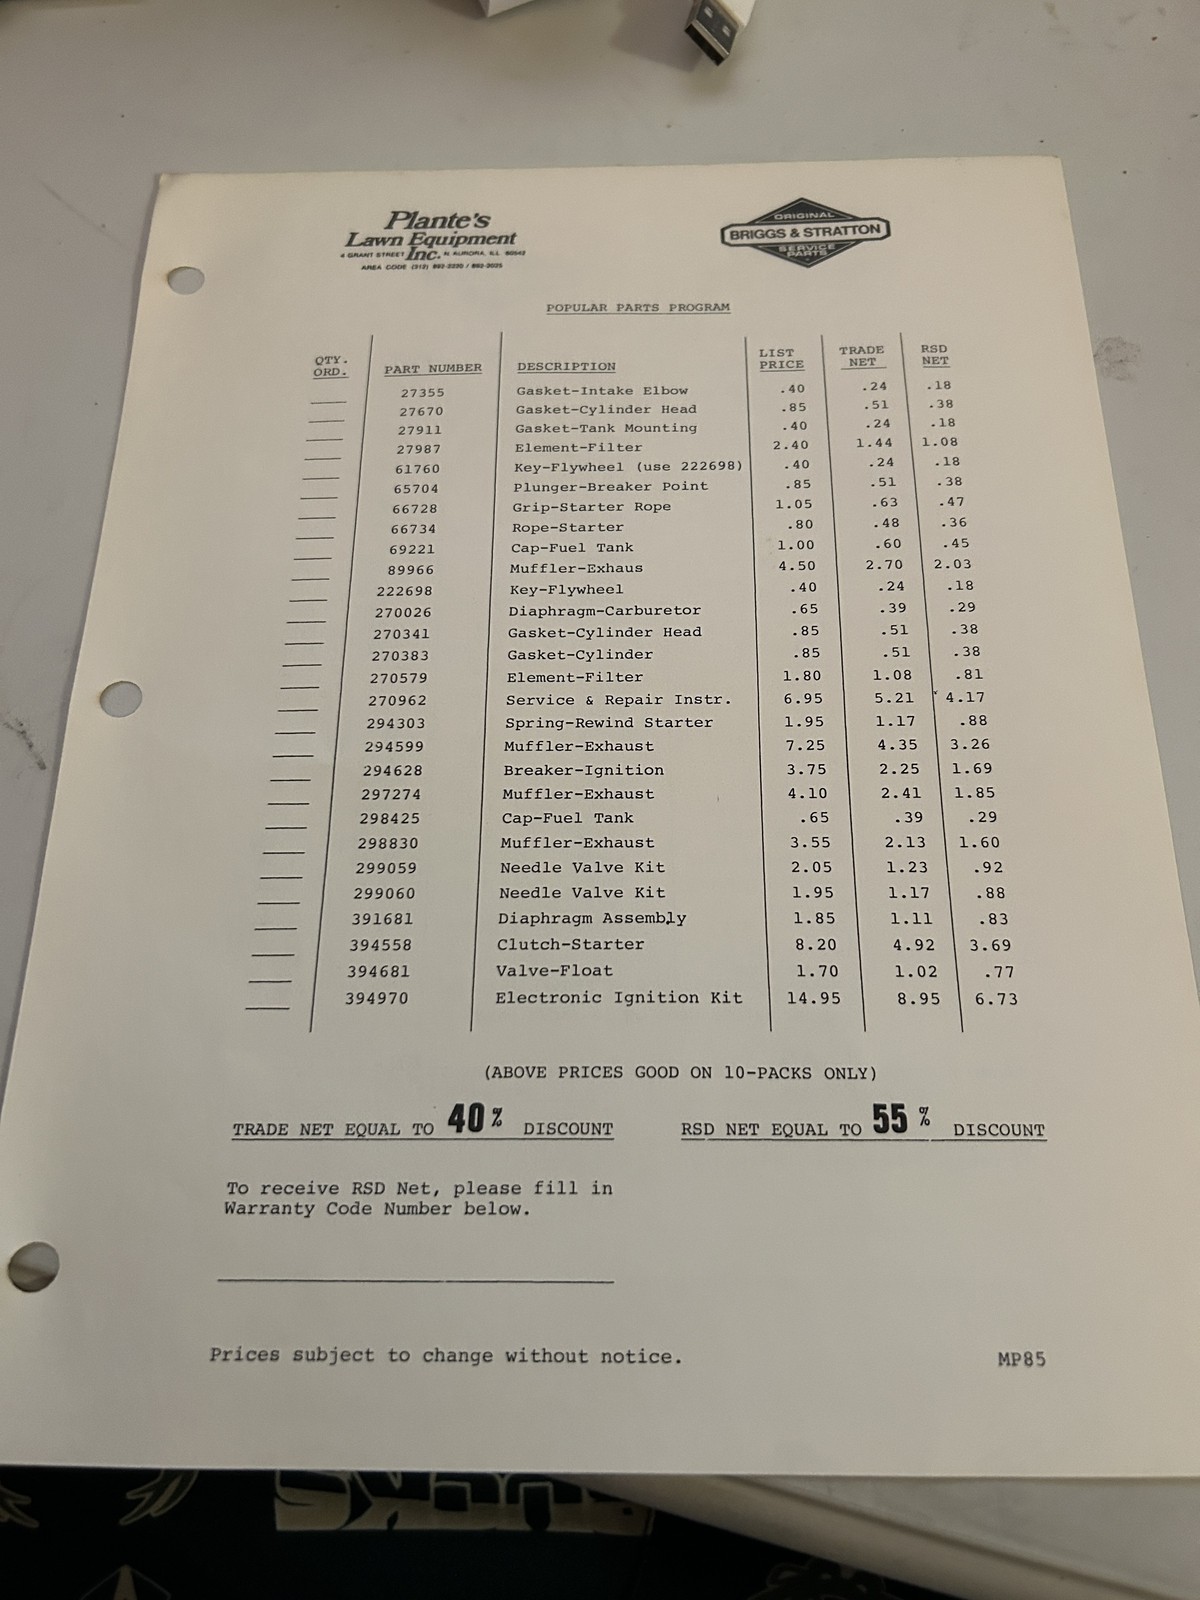 Plante's
Lawn Equipment
4 GRANT STREET Inc. N. AURORA, ILL. 60542
AREA CODE (312)
ORIGINAL
BRIGGS & STRATTON
SERVICE
PARTS
POPULAR PARTS PROGRAM
QTY. ORD. PART NUMBER DESCRIPTION LIST PRICE TRADE NET RSD NET
27355 Gasket-Intake Elbow .40 .24 .18
27670 Gasket-Cylinder Head .85 .51 .38
27911 Gasket-Tank Mounting .40 .24 .18
27987 Element-Filter 2.40 1.44 1.08
61760 Key-Flywheel (use 222698) .40 .24 .18
65704 Plunger-Breaker Point .85 .51 .38
66728 Grip-Starter Rope 1.05 .63 .47
66734 Rope-Starter .80 .48 .36
69221 Cap-Fuel Tank 1.00 .60 .45
89966 Muffler-Exhaus 4.50 2.70 2.03
222698 Key-Flywheel .40 .24 .18
270026 Diaphragm-Carburetor .65 .39 .29
270341 Gasket-Cylinder Head .85 .51 .38
270383 Gasket-Cylinder .85 .51 .38
270579 Element-Filter 1.80 1.08 .81
270962 Service & Repair Instr. 6.95 5.21 4.17
294303 Spring-Rewind Starter 1.95 1.17 .88
294599 Muffler-Exhaust 7.25 4.35 3.26
294628 Breaker-Ignition 3.75 2.25 1.69
297274 Muffler-Exhaust 4.10 2.41 1.85
298425 Cap-Fuel Tank .65 .39 .29
298830 Muffler-Exhaust 3.55 2.13 1.60
299059 Needle Valve Kit 2.05 1.23 .92
299060 Needle Valve Kit 1.95 1.17 .88
391681 Diaphragm Assembly 1.85 1.11 .83
394558 Clutch-Starter 8.20 4.92 3.69
394681 Valve-Float 1.70 1.02 .77
394970 Electronic Ignition Kit 14.95 8.95 6.73
(ABOVE PRICES GOOD ON 10-PACKS ONLY)
TRADE NET EQUAL TO 40% DISCOUNT RSD NET EQUAL TO 55% DISCOUNT
To receive RSD Net, please fill in
Warranty Code Number below.
Prices subject to change without notice. MP85
BUCKS